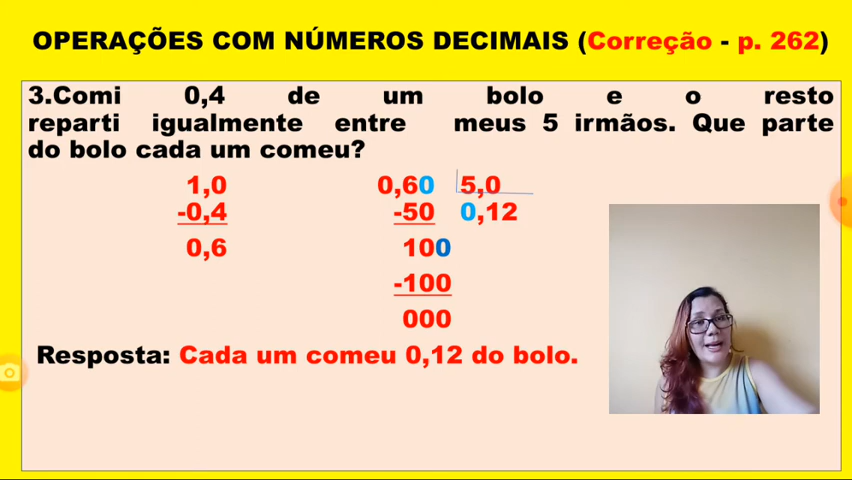 OPERAÇÕES COM NÚMEROS DECIMAIS (Correção - p. 262)
3.Comi 0,4 de um bolo e o resto
reparti igualmente entre meus 5 irmãos. Que parte
do bolo cada um comeu?
1,0 0,60 5,0
-0,4 -50 0,12
0,6 100
-100
000
Resposta: Cada um comeu 0,12 do bolo.